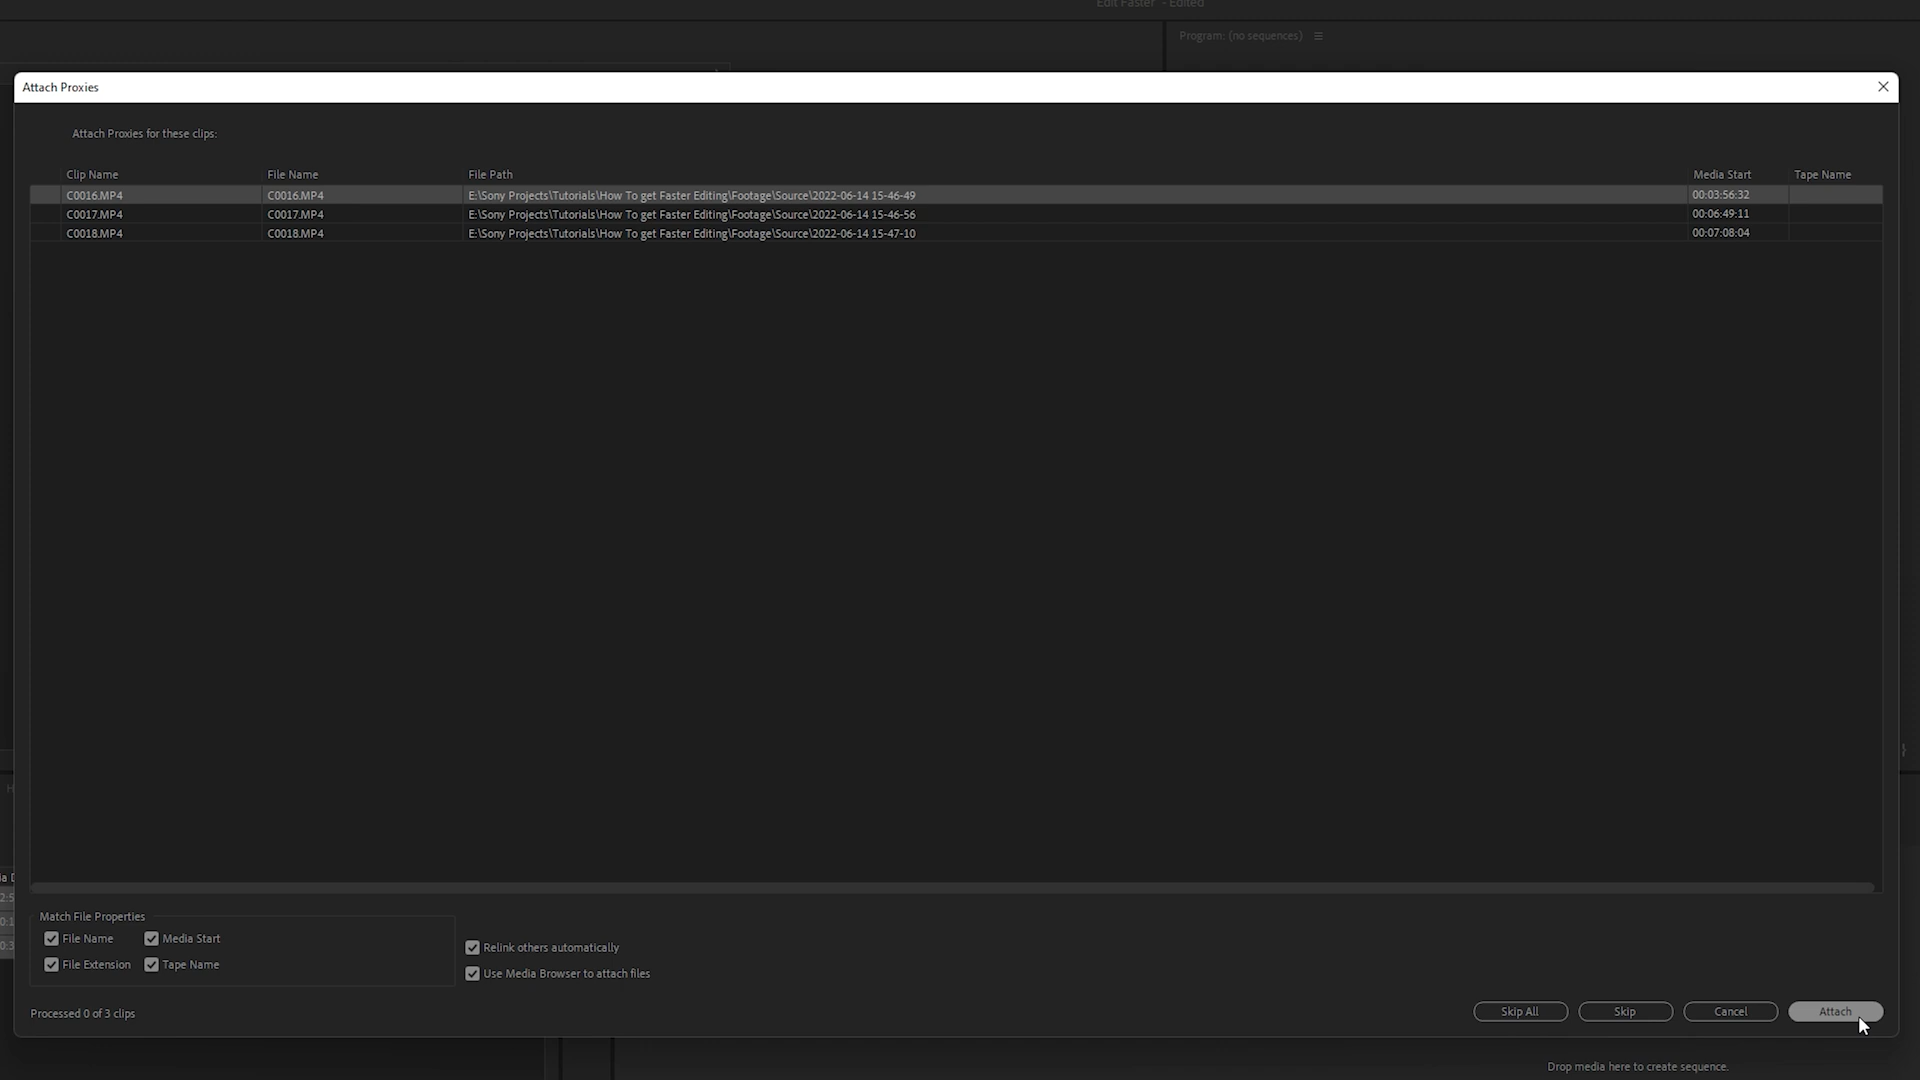 Edit Faster - Edited
Program: (no sequences)
Attach Proxies
Attach Proxies for these clips:
Clip Name File Name File Path Media Start Tape Name
C0016.MP4 C0016.MP4 E:\Sony Projects\Tutorials\How To get Faster Editing\Footage\Source\2022-06-14 15-46-49 00:03:56:32
C0017.MP4 C0017.MP4 E:\Sony Projects\Tutorials\How To get Faster Editing\Footage\Source\2022-06-14 15-46-56 00:06:49:11
C0018.MP4 C0018.MP4 E:\Sony Projects\Tutorials\How To get Faster Editing\Footage\Source\2022-06-14 15-47-10 00:07:08:04
Match File Properties
File Name Media Start
File Extension Tape Name
Relink others automatically
Use Media Browser to attach files
Processed 0 of 3 clips
Skip All Skip Cancel Attach
Drop media here to create sequence.